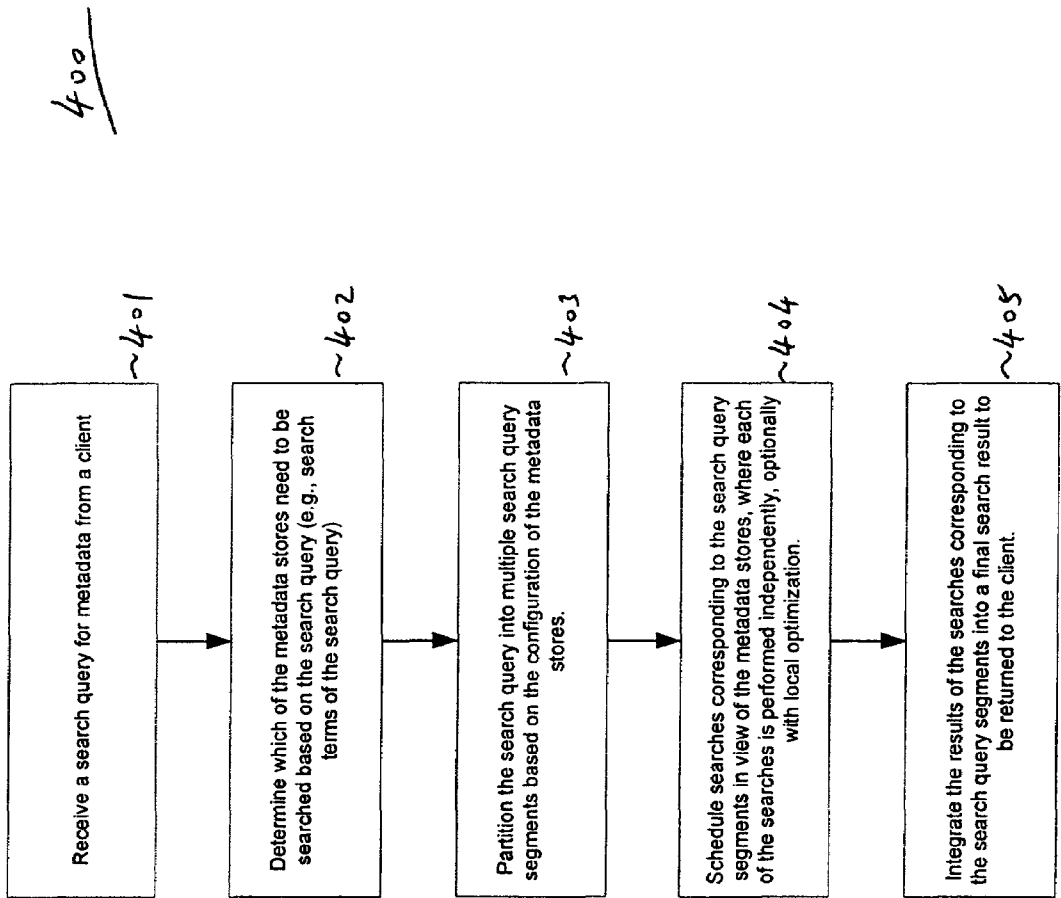 400
Receive a search query for metadata from a client
~401
Determine which of the metadata stores need to be
searched based on the search query (e.g., search
terms of the search query)
~402
Partition the search query into multiple search query
segments based on the configuration of the metadata
stores.
~403
Schedule searches corresponding to the search query
segments in view of the metadata stores, where each
of the searches is performed independently, optionally
with local optimization.
~404
Integrate the results of the searches corresponding to
the search query segments into a final search result to
be returned to the client.
~405